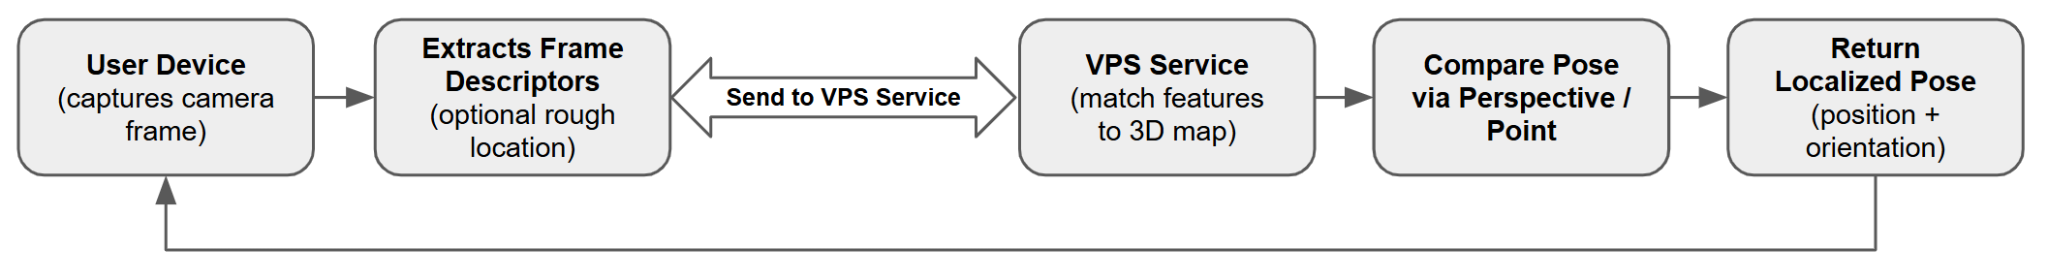 User Device
(captures camera
frame)
Extracts Frame
Descriptors
(optional rough
location)
Send to VPS Service
VPS Service
(match features
to 3D map)
Compare Pose
via Perspective /
Point
Return
Localized Pose
(position +
orientation)